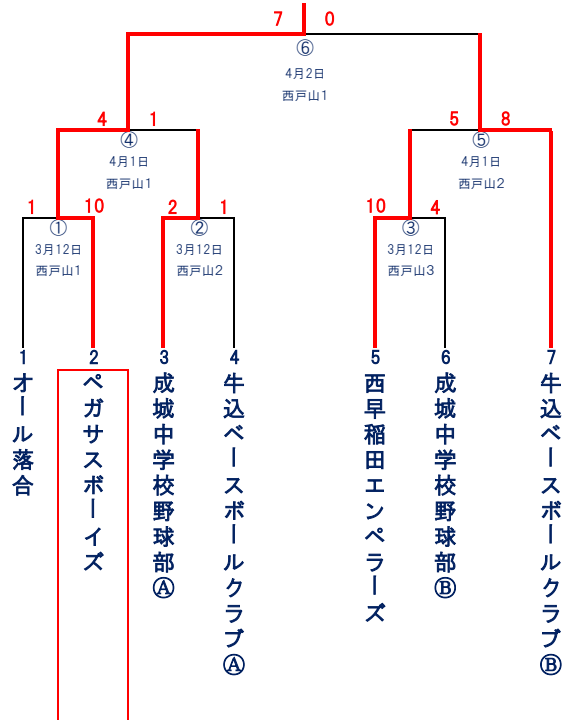 7 0
⑥
4月2日
西戸山1
4 1
5 8
④
4月1日
西戸山1
⑤
4月1日
西戸山2
1 10
2 1
10 4
①
3月12日
西戸山1
②
3月12日
西戸山2
③
3月12日
西戸山3
1
オール落合
2
ペガサスボーイズ
3
成城中学校野球部Ⓐ
4
牛込ベースボールクラブⒶ
5
西早稲田エンペラーズ
6
成城中学校野球部Ⓑ
7
牛込ベースボールクラブⒷ